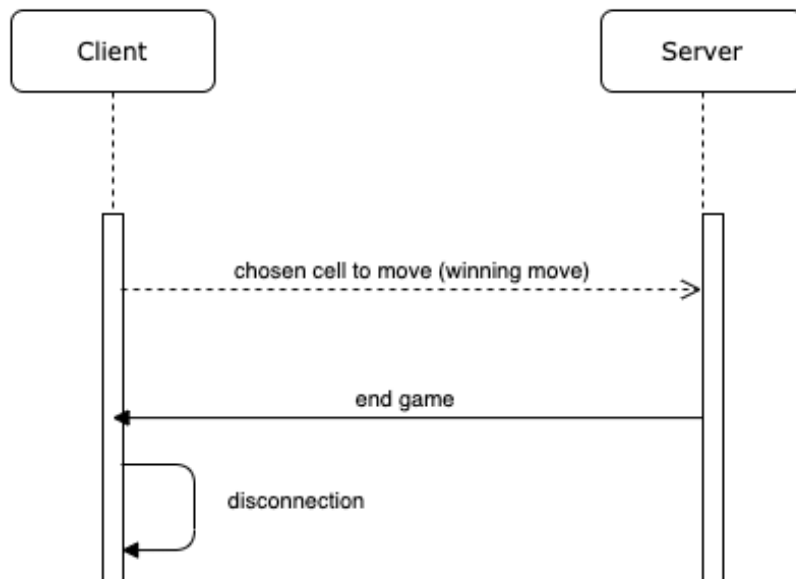 Client
Server
chosen cell to move (winning move)
end game
disconnection